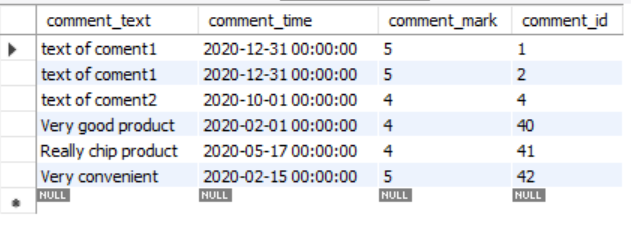 comment_text comment_time comment_mark comment_id
text of coment1 2020-12-31 00:00:00 5 1
text of coment1 2020-12-31 00:00:00 5 2
text of coment2 2020-10-01 00:00:00 4 4
Very good product 2020-02-01 00:00:00 4 40
Really chip product 2020-05-17 00:00:00 4 41
Very convenient 2020-02-15 00:00:00 5 42
NULL NULL NULL NULL